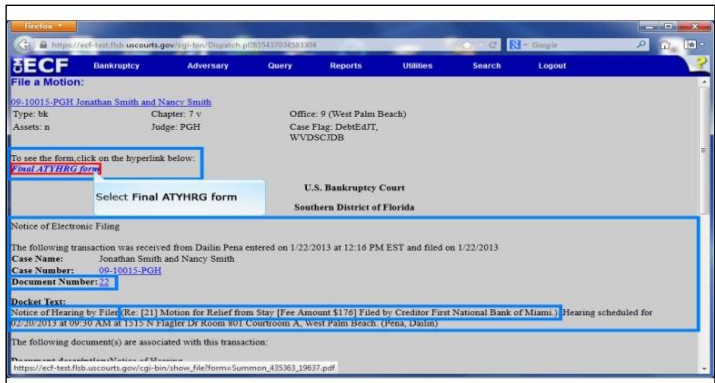 Firefox
https://ecf-test.flsb.uscourts.gov/cgi-bin/Dispatch.pl?855437034583304
Google
ECF Bankruptcy Adversary Query Reports Utilities Search Logout ?
File a Motion:
09-10015-PGH Jonathan Smith and Nancy Smith
Type: bk Chapter: 7 v Office: 9 (West Palm Beach)
Assets: n Judge: PGH Case Flag: DebtEdJT,
WVDSCJDB
To see the form,click on the hyperlink below:
Final ATYHRG form
Select Final ATYHRG form
U.S. Bankruptcy Court
Southern District of Florida
Notice of Electronic Filing
The following transaction was received from Dailin Pena entered on 1/22/2013 at 12:16 PM EST and filed on 1/22/2013
Case Name: Jonathan Smith and Nancy Smith
Case Number: 09-10015-PGH
Document Number: 22
Docket Text:
Notice of Hearing by Filer (Re: [21] Motion for Relief from Stay [Fee Amount $176] Filed by Creditor First National Bank of Miami.). Hearing scheduled for
02/20/2013 at 09:30 AM at 1515 N Flagler Dr Room 801 Courtroom A, West Palm Beach. (Pena, Dailin)
The following document(s) are associated with this transaction:
Document description:Notice of Hearing
https://ecf-test.flsb.uscourts.gov/cgi-bin/show_file?form=Summon_435363_19637.pdf